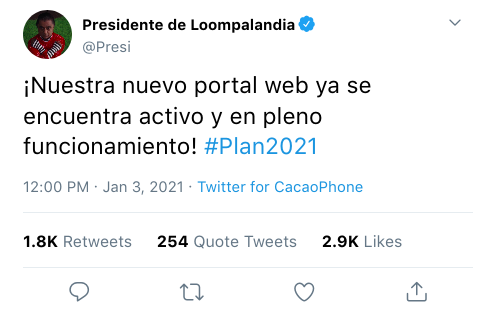 Presidente de Loompalandia
@Presi
¡Nuestra nuevo portal web ya se
encuentra activo y en pleno
funcionamiento! #Plan2021
12:00 PM · Jan 3, 2021 · Twitter for CacaoPhone
1.8K Retweets 254 Quote Tweets 2.9K Likes